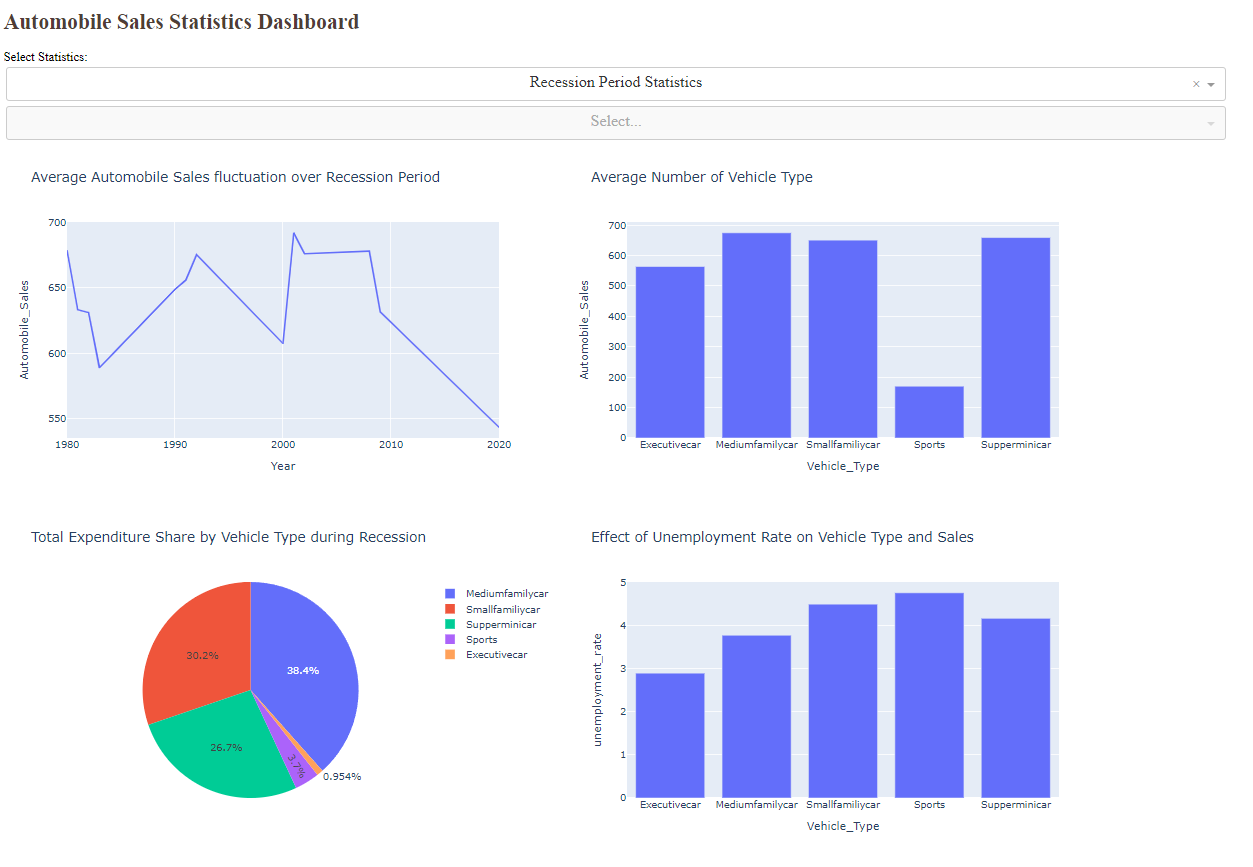 Automobile Sales Statistics Dashboard
Select Statistics:
Recession Period Statistics
×
Select...
Average Automobile Sales fluctuation over Recession Period
700
650
600
550
Automobile_Sales
1980 1990 2000 2010 2020
Year
Average Number of Vehicle Type
700
600
500
400
300
200
100
0
Automobile_Sales
Executivecar Mediumfamilycar Smallfamiliycar Sports Supperminicar
Vehicle_Type
Total Expenditure Share by Vehicle Type during Recession
38.4%
30.2%
26.7%
3.7%
0.954%
Mediumfamilycar
Smallfamiliycar
Supperminicar
Sports
Executivecar
Effect of Unemployment Rate on Vehicle Type and Sales
5
4
3
2
1
0
unemployment_rate
Executivecar Mediumfamilycar Smallfamiliycar Sports Supperminicar
Vehicle_Type